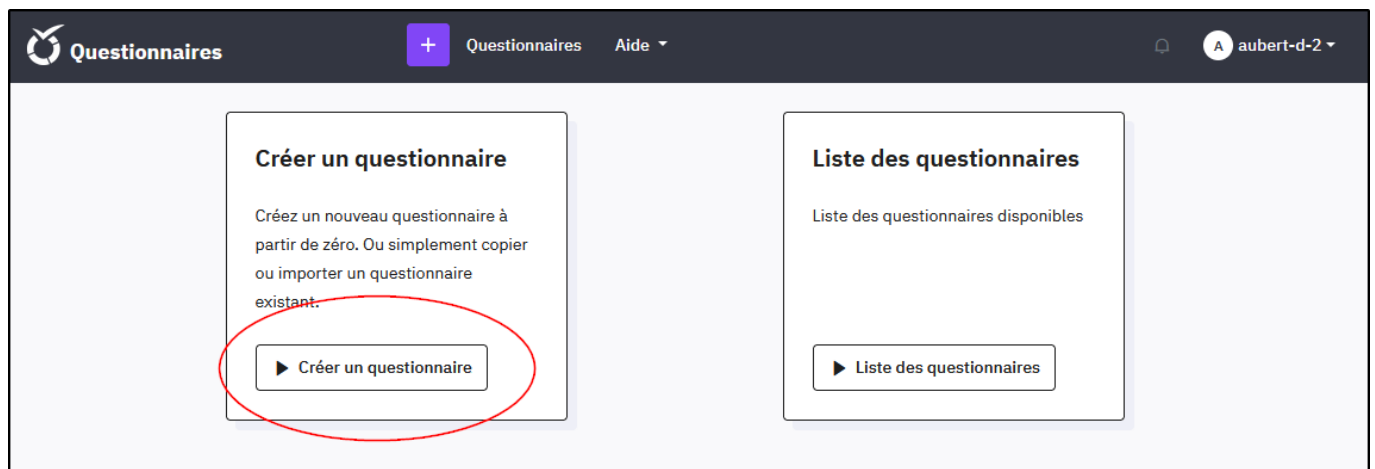 Questionnaires
+ Questionnaires Aide
A aubert-d-2
Créer un questionnaire
Créez un nouveau questionnaire à
partir de zéro. Ou simplement copier
ou importer un questionnaire
existant.
Créer un questionnaire
Liste des questionnaires
Liste des questionnaires disponibles
Liste des questionnaires